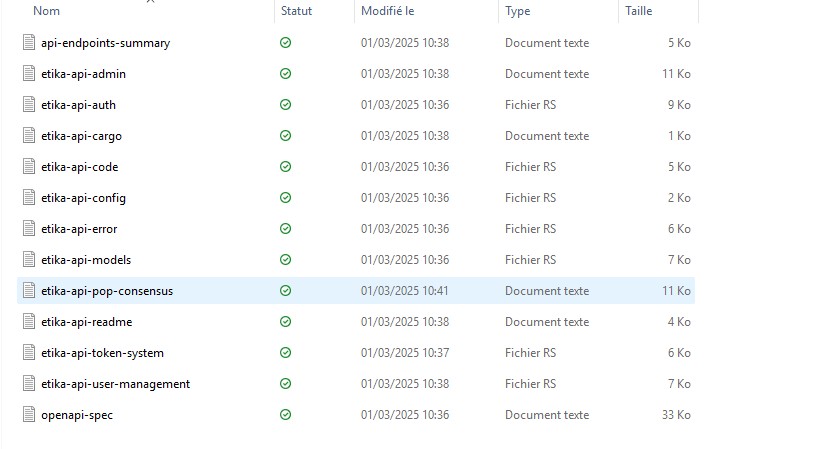 Nom Statut Modifié le Type Taille
api-endpoints-summary 01/03/2025 10:38 Document texte 5 Ko
etika-api-admin 01/03/2025 10:38 Document texte 11 Ko
etika-api-auth 01/03/2025 10:36 Fichier RS 9 Ko
etika-api-cargo 01/03/2025 10:38 Document texte 1 Ko
etika-api-code 01/03/2025 10:36 Fichier RS 5 Ko
etika-api-config 01/03/2025 10:36 Fichier RS 2 Ko
etika-api-error 01/03/2025 10:36 Fichier RS 6 Ko
etika-api-models 01/03/2025 10:36 Fichier RS 7 Ko
etika-api-pop-consensus 01/03/2025 10:41 Document texte 11 Ko
etika-api-readme 01/03/2025 10:38 Document texte 4 Ko
etika-api-token-system 01/03/2025 10:37 Fichier RS 6 Ko
etika-api-user-management 01/03/2025 10:38 Fichier RS 7 Ko
openapi-spec 01/03/2025 10:36 Document texte 33 Ko